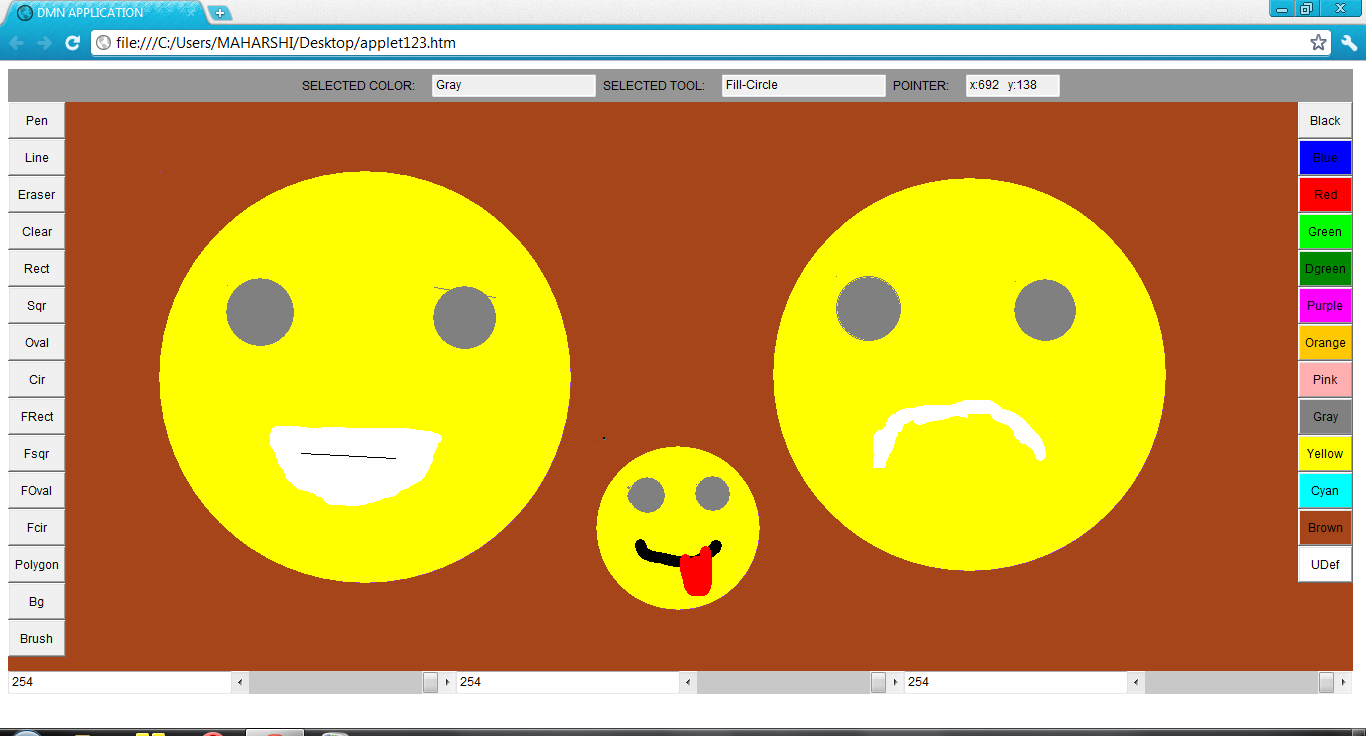 DMN APPLICATION
file:///C:/Users/MAHARSHI/Desktop/applet123.htm
SELECTED COLOR: Gray SELECTED TOOL: Fill-Circle POINTER: x:692 y:138
Pen
Line
Eraser
Clear
Rect
Sqr
Oval
Cir
FRect
Fsqr
FOval
Fcir
Polygon
Bg
Brush
Black
Blue
Red
Green
Dgreen
Purple
Orange
Pink
Gray
Yellow
Cyan
Brown
UDef
254 254 254